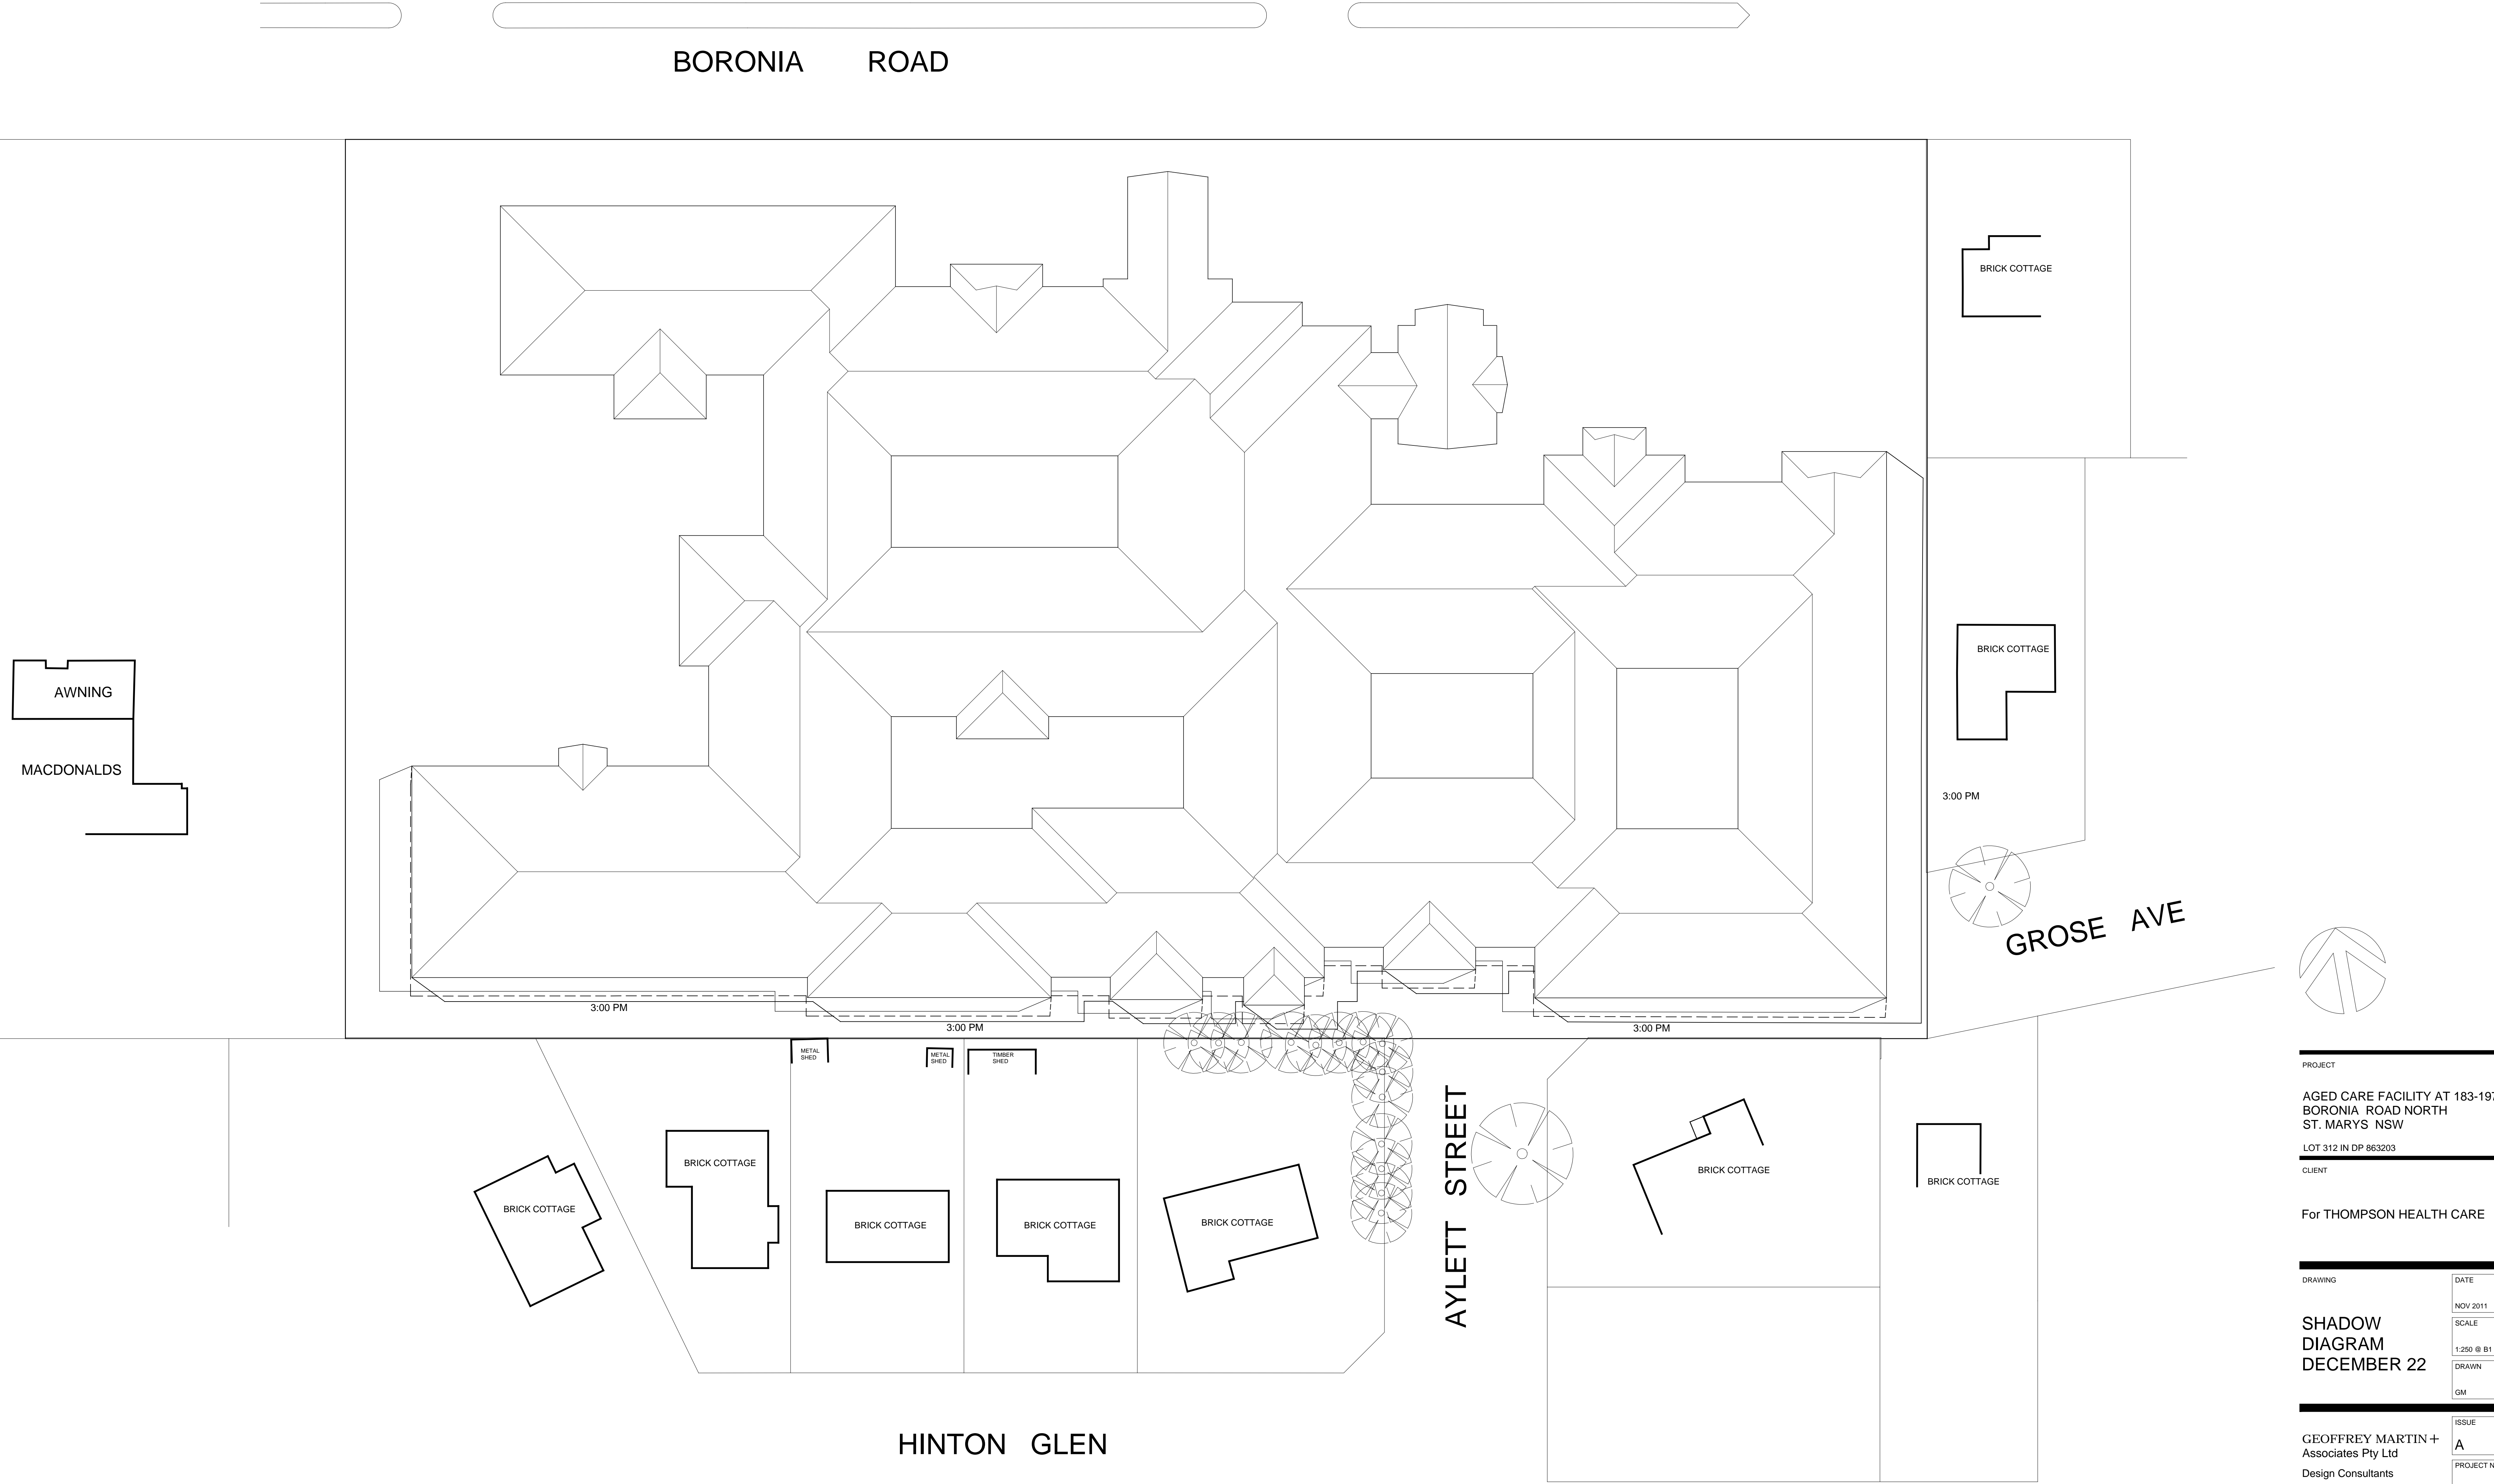 BORONIA ROAD
BRICK COTTAGE
BRICK COTTAGE
AWNING
MACDONALDS
3:00 PM
GROSE AVE
3:00 PM
3:00 PM
3:00 PM
METAL
SHED
METAL
SHED
TIMBER
SHED
AYLETT STREET
BRICK COTTAGE
BRICK COTTAGE
BRICK COTTAGE
BRICK COTTAGE
BRICK COTTAGE
BRICK COTTAGE
BRICK COTTAGE
HINTON GLEN
PROJECT
AGED CARE FACILITY AT 183-197
BORONIA ROAD NORTH
ST. MARYS NSW
LOT 312 IN DP 863203
CLIENT
For THOMPSON HEALTH CARE
DRAWING
SHADOW
DIAGRAM
DECEMBER 22
DATE
NOV 2011
SCALE
1:250 @ B1
DRAWN
GM
ISSUE
A
GEOFFREY MARTIN+
Associates Pty Ltd
Design Consultants
PROJECT N